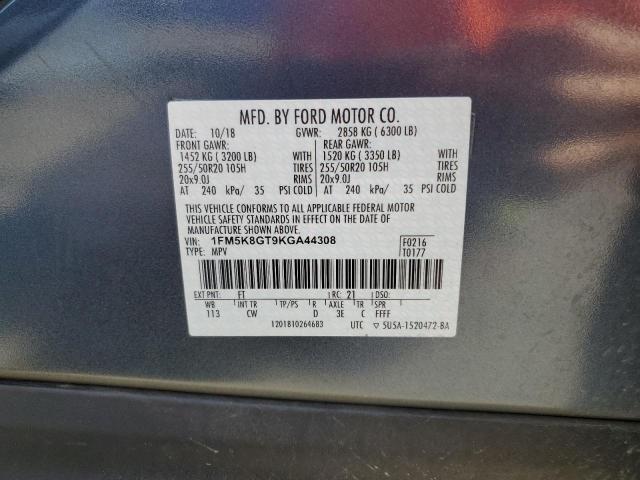 MFD. BY FORD MOTOR CO.
DATE: 10/18 GVWR: 2858 KG ( 6300 LB)
FRONT GAWR: REAR GAWR:
1452 KG ( 3200 LB) WITH 1520 KG ( 3350 LB) WITH
255/50R20 105H TIRES 255/50R20 105H TIRES
20x9.0J RIMS 20x9.0J RIMS
AT 240 kPa/ 35 PSI COLD AT 240 kPa/ 35 PSI COLD
THIS VEHICLE CONFORMS TO ALL APPLICABLE FEDERAL MOTOR
VEHICLE SAFETY STANDARDS IN EFFECT ON THE DATE OF
MANUFACTURE SHOWN ABOVE.
VIN: 1FM5K8GT9KGA44308 F0216
TYPE: MPV T0177
EXT PNT: FT RC: 21 DSO:
WB INT TR TP/PS R AXLE TR SPR
113 CW D 3E C FFFF
1201810264683 UTC ▽ 5U5A-1520472-BA